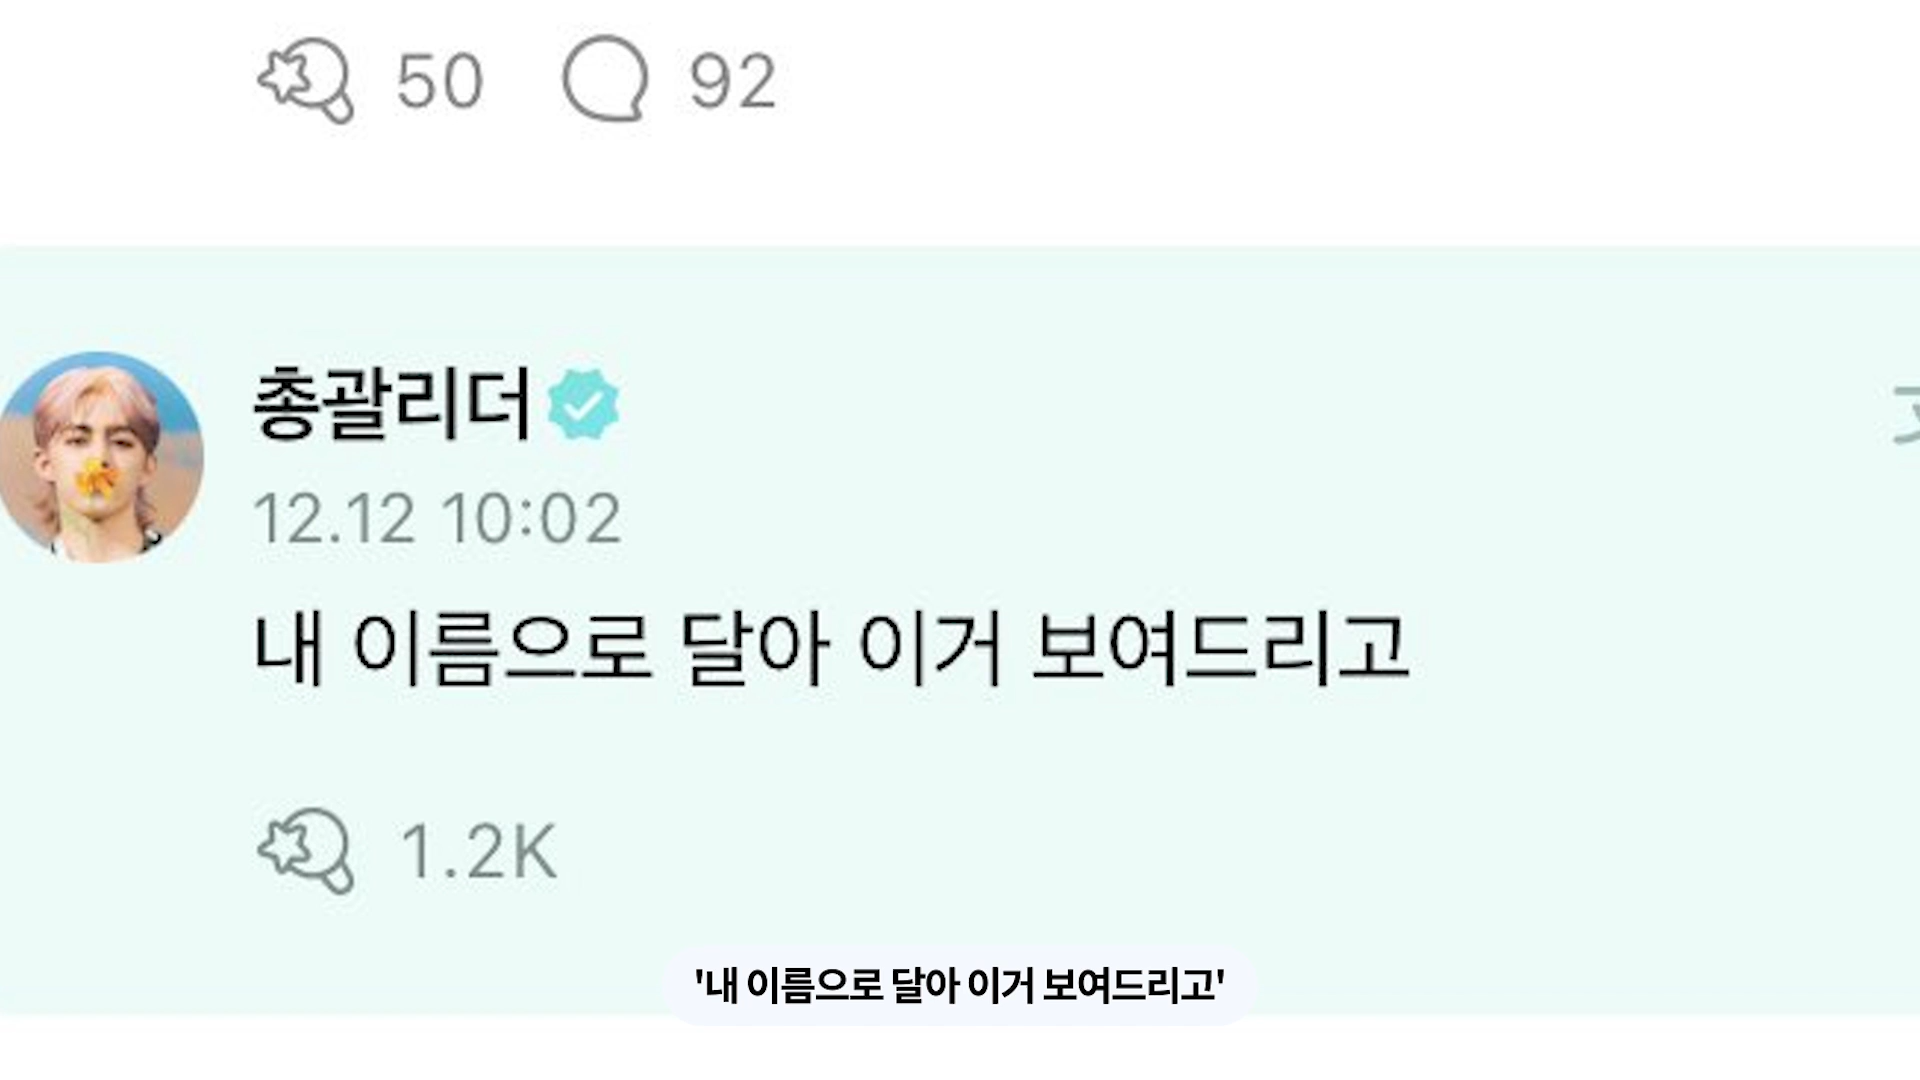 50 92
총괄리더
12.12 10:02
내 이름으로 달아 이거 보여드리고
1.2K
'내 이름으로 달아 이거 보여드리고'